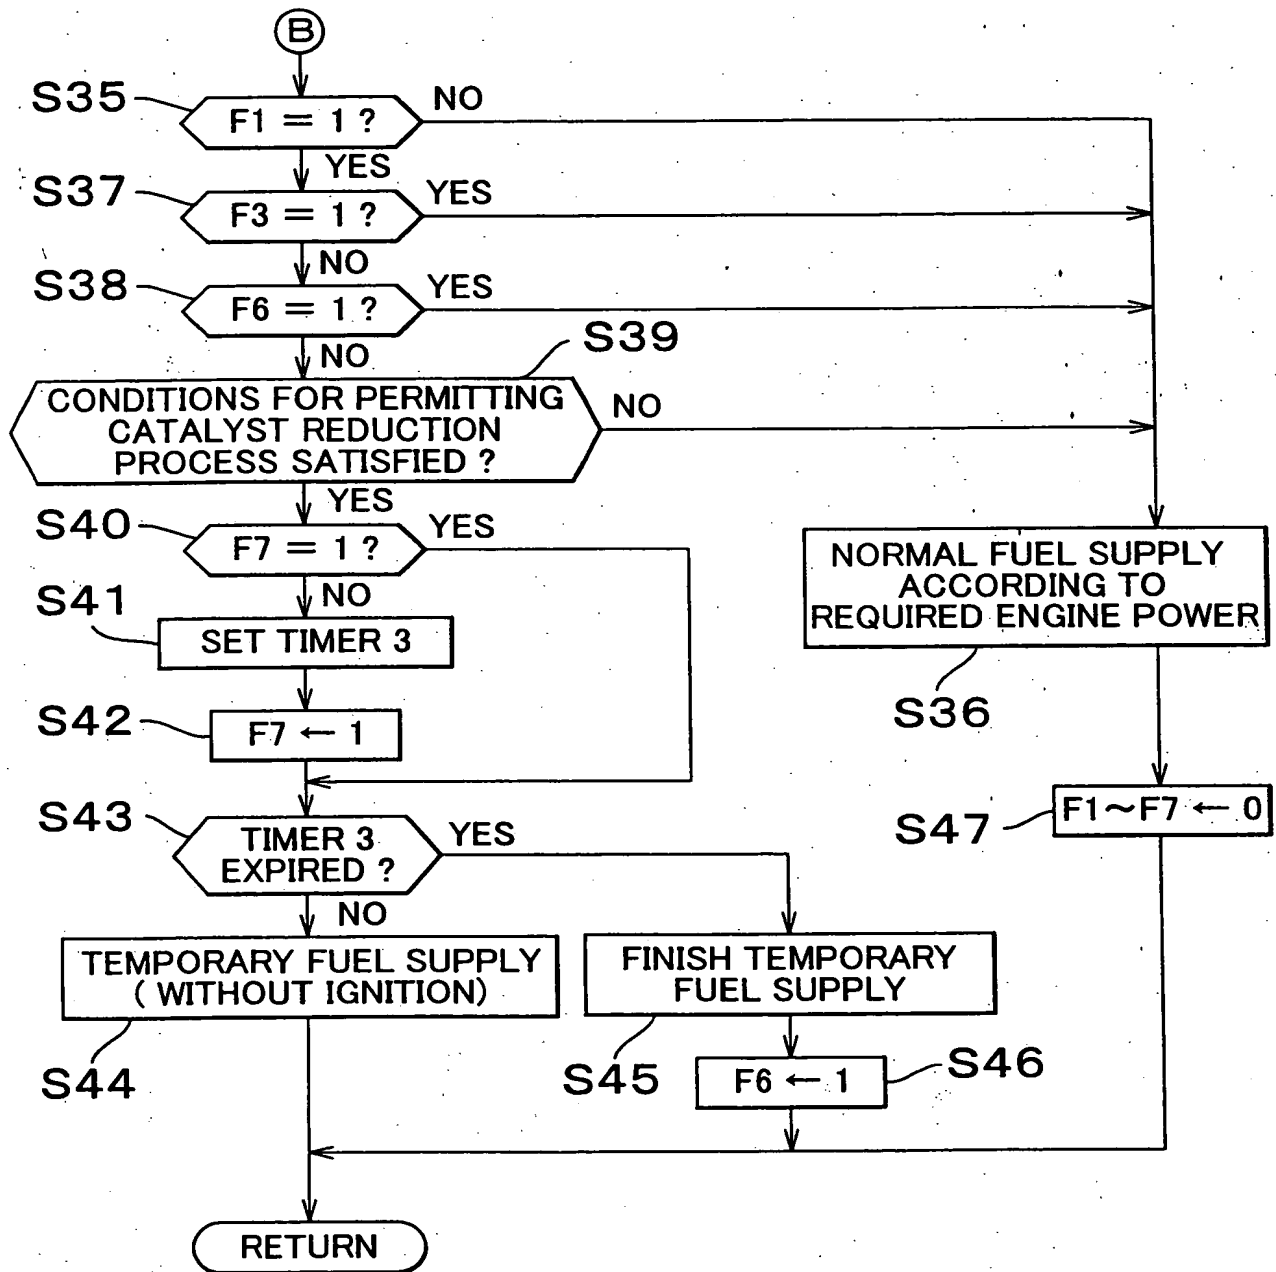 B
S35
F1 = 1 ?
NO
YES
S37
F3 = 1 ?
YES
NO
S38
F6 = 1 ?
YES
NO
S39
CONDITIONS FOR PERMITTING
CATALYST REDUCTION
PROCESS SATISFIED ?
NO
YES
S40
F7 = 1 ?
YES
NO
S41
SET TIMER 3
S42
F7 ← 1
NORMAL FUEL SUPPLY
ACCORDING TO
REQUIRED ENGINE POWER
S36
S47
F1~F7 ← 0
S43
TIMER 3
EXPIRED ?
YES
NO
TEMPORARY FUEL SUPPLY
( WITHOUT IGNITION)
S44
FINISH TEMPORARY
FUEL SUPPLY
S45
F6 ← 1
S46
RETURN